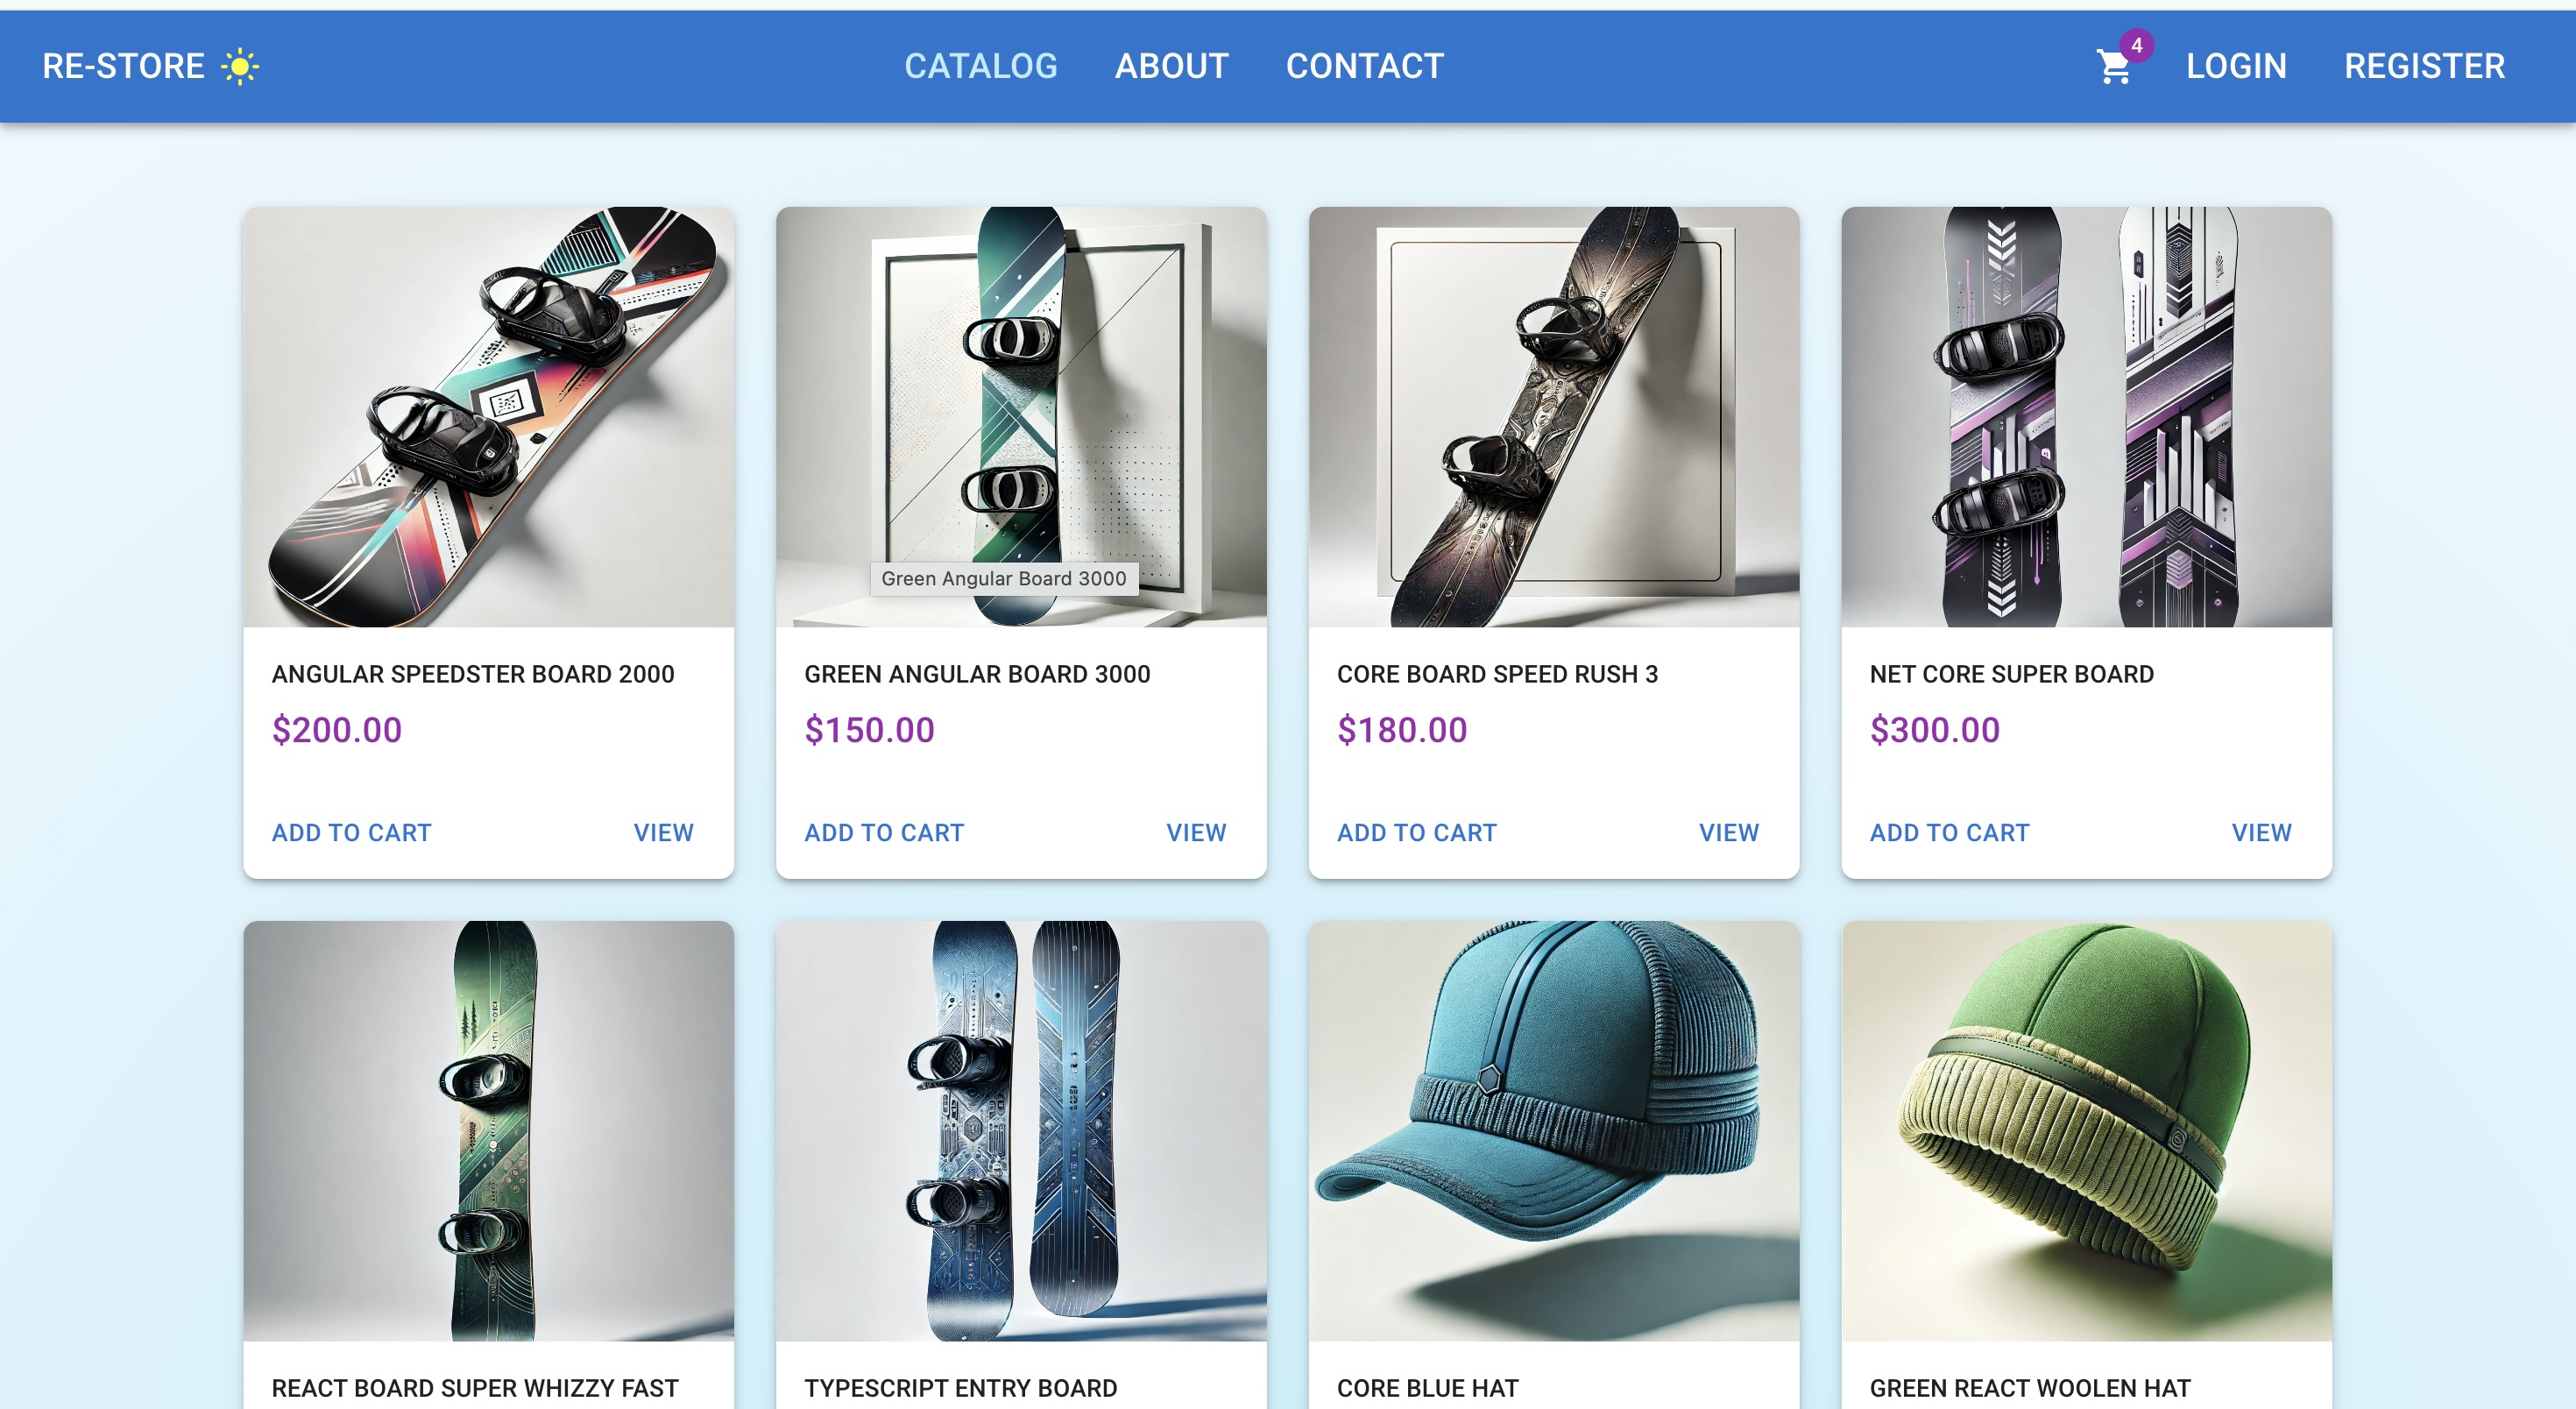 RE-STORE
CATALOG ABOUT CONTACT
4
LOGIN REGISTER
Green Angular Board 3000
ANGULAR SPEEDSTER BOARD 2000
$200.00
ADD TO CART VIEW
GREEN ANGULAR BOARD 3000
$150.00
ADD TO CART VIEW
CORE BOARD SPEED RUSH 3
$180.00
ADD TO CART VIEW
NET CORE SUPER BOARD
$300.00
ADD TO CART VIEW
REACT BOARD SUPER WHIZZY FAST
TYPESCRIPT ENTRY BOARD
CORE BLUE HAT
GREEN REACT WOOLEN HAT